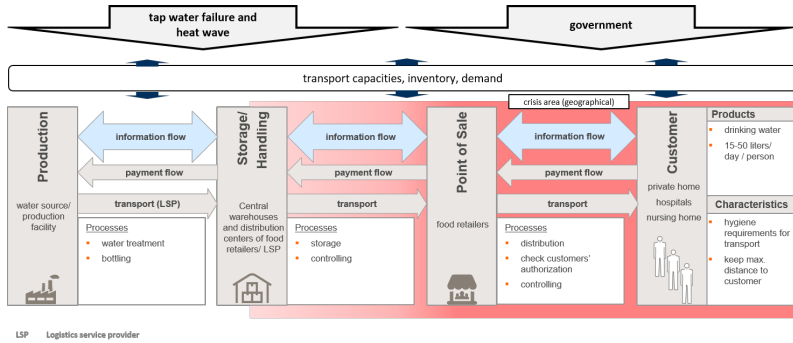 tap water failure and
heat wave
government
transport capacities, inventory, demand
crisis area (geographical)
Production
water source/
production
facility
information flow
payment flow
transport (LSP)
Processes
water treatment
bottling
Storage/
Handling
Central
warehouses
and distribution
centers of food
retailers/ LSP
information flow
payment flow
transport
Processes
storage
controlling
Point of Sale
food retailers
information flow
payment flow
transport
Processes
distribution
check customers'
authorization
controlling
Customer
private home
hospitals
nursing home
Products
drinking water
15-50 liters/
day / person
Characteristics
hygiene
requirements for
transport
keep max.
distance to
customer
LSP Logistics service provider